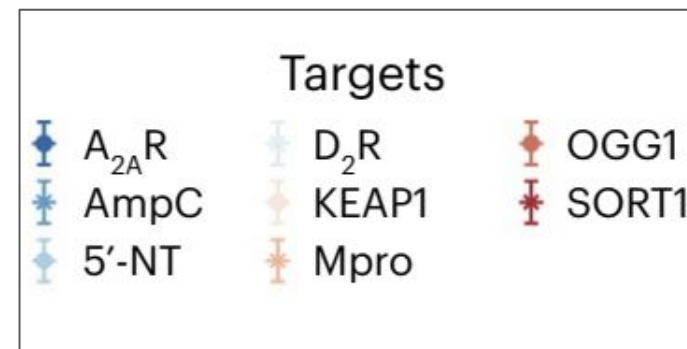 Targets
A2AR D2R OGG1
AmpC KEAP1 SORT1
5′-NT Mpro